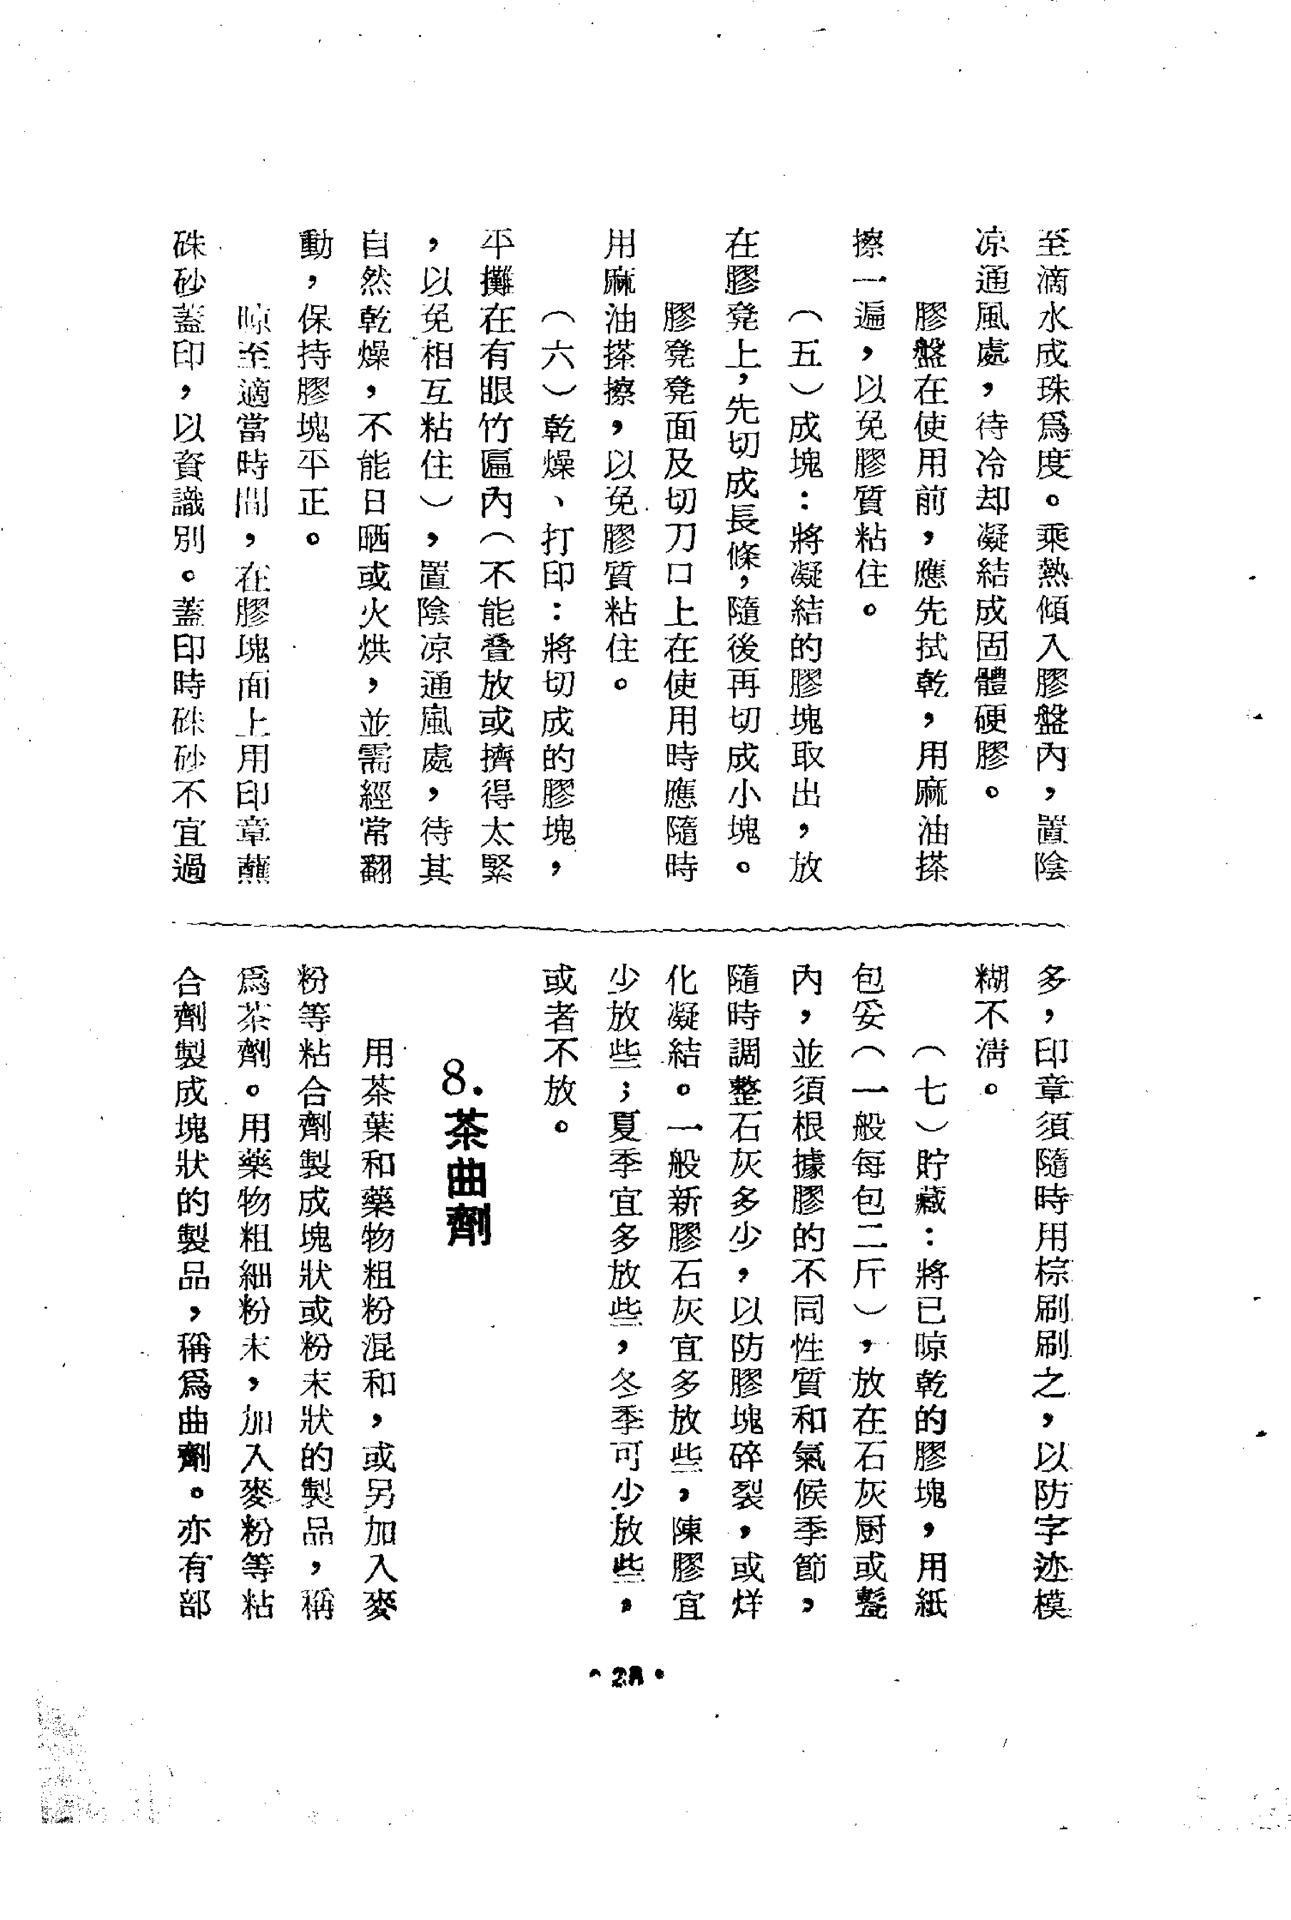 至滴水成珠爲度。乘熱傾入膠盤內，置陰
凉通風處，待冷却凝結成固體硬膠。
膠盤在使用前，應先拭乾，用麻油搽
擦一遍，以免膠質粘住。
（五）成塊：將凝結的膠塊取出，放
在膠凳上，先切成長條，隨後再切成小塊。
膠凳凳面及切刀口上在使用時應隨時
用麻油搽擦，以免膠質粘住。
（六）乾燥、打印：將切成的膠塊，
平攤在有眼竹匾內（不能叠放或擠得太緊
，以免相互粘住），置陰凉通風處，待其
自然乾燥，不能日晒或火烘，並需經常翻
動，保持膠塊平正。
晾至適當時間，在膠塊面上用印章蘸
硃砂蓋印，以資識別。蓋印時硃砂不宜過
多，印章須隨時用棕刷刷之，以防字迹模
糊不淸。
（七）貯藏：將已晾乾的膠塊，用紙
包妥（一般每包二斤），放在石灰厨或甏
內，並須根據膠的不同性質和氣候季節，
隨時調整石灰多少，以防膠塊碎裂，或烊
化凝結。一般新膠石灰宜多放些，陳膠宜
少放些；夏季宜多放些，冬季可少放些，
或者不放。
8.茶曲劑
用茶葉和藥物粗粉混和，或另加入麥
粉等粘合劑製成塊狀或粉末狀的製品，稱
爲茶劑。用藥物粗細粉末，加入麥粉等粘
合劑製成塊狀的製品，稱爲曲劑。亦有部
• 28 •